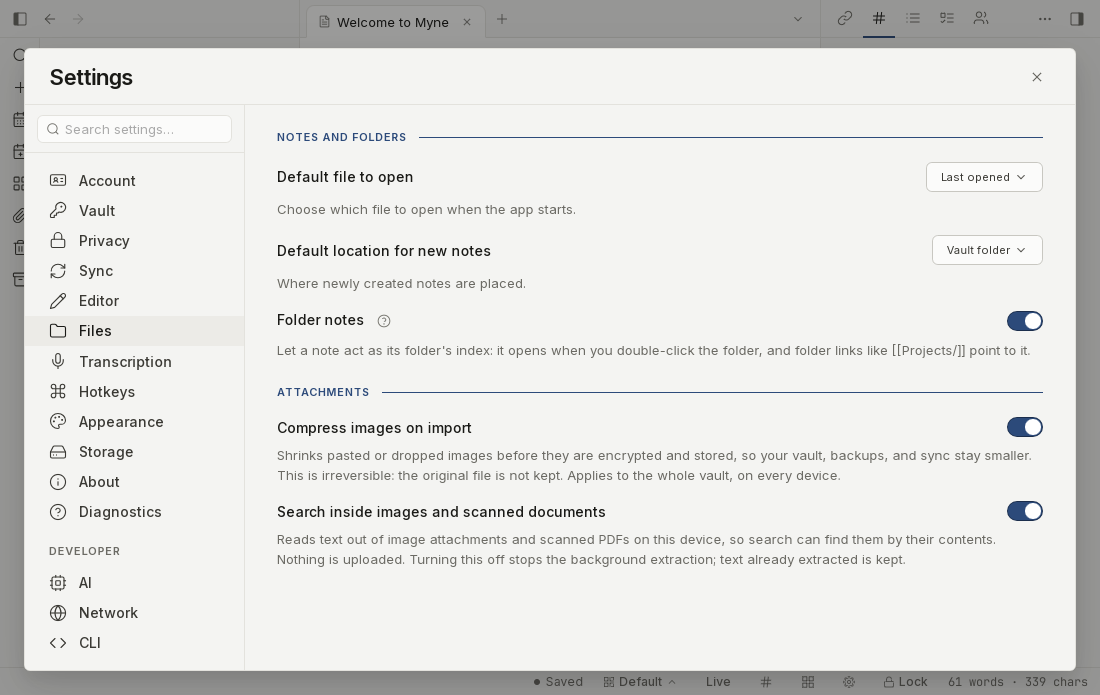 Welcome to Myne
Settings
Search settings...
Account
Vault
Privacy
Sync
Editor
Files
Transcription
Hotkeys
Appearance
Storage
About
Diagnostics
DEVELOPER
AI
Network
CLI
NOTES AND FOLDERS
Default file to open
Last opened
Choose which file to open when the app starts.
Default location for new notes
Vault folder
Where newly created notes are placed.
Folder notes
Let a note act as its folder's index: it opens when you double-click the folder, and folder links like [[Projects/]] point to it.
ATTACHMENTS
Compress images on import
Shrinks pasted or dropped images before they are encrypted and stored, so your vault, backups, and sync stay smaller.
This is irreversible: the original file is not kept. Applies to the whole vault, on every device.
Search inside images and scanned documents
Reads text out of image attachments and scanned PDFs on this device, so search can find them by their contents.
Nothing is uploaded. Turning this off stops the background extraction; text already extracted is kept.
Saved Default Live Lock 61 words · 339 chars